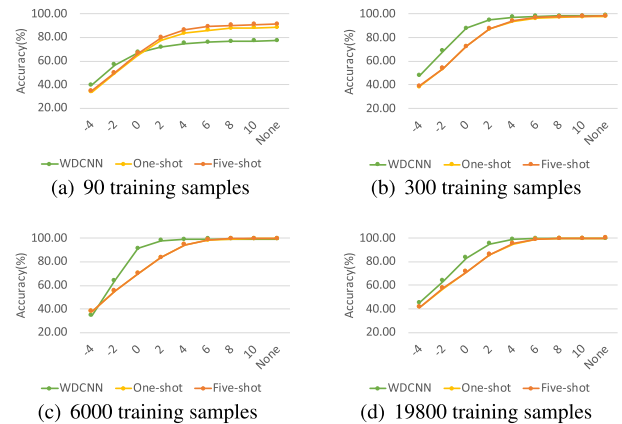 100.00
80.00
60.00
40.00
20.00
Accuracy(%)
-4 -2 0 2 4 6 8 10 None
WDCNN One-shot Five-shot
(a) 90 training samples
100.00
80.00
60.00
40.00
20.00
Accuracy(%)
-4 -2 0 2 4 6 8 10 None
WDCNN One-shot Five-shot
(b) 300 training samples
100.00
80.00
60.00
40.00
20.00
Accuracy(%)
-4 -2 0 2 4 6 8 10 None
WDCNN One-shot Five-shot
(c) 6000 training samples
100.00
80.00
60.00
40.00
20.00
Accuracy(%)
-4 -2 0 2 4 6 8 10 None
WDCNN One-shot Five-shot
(d) 19800 training samples